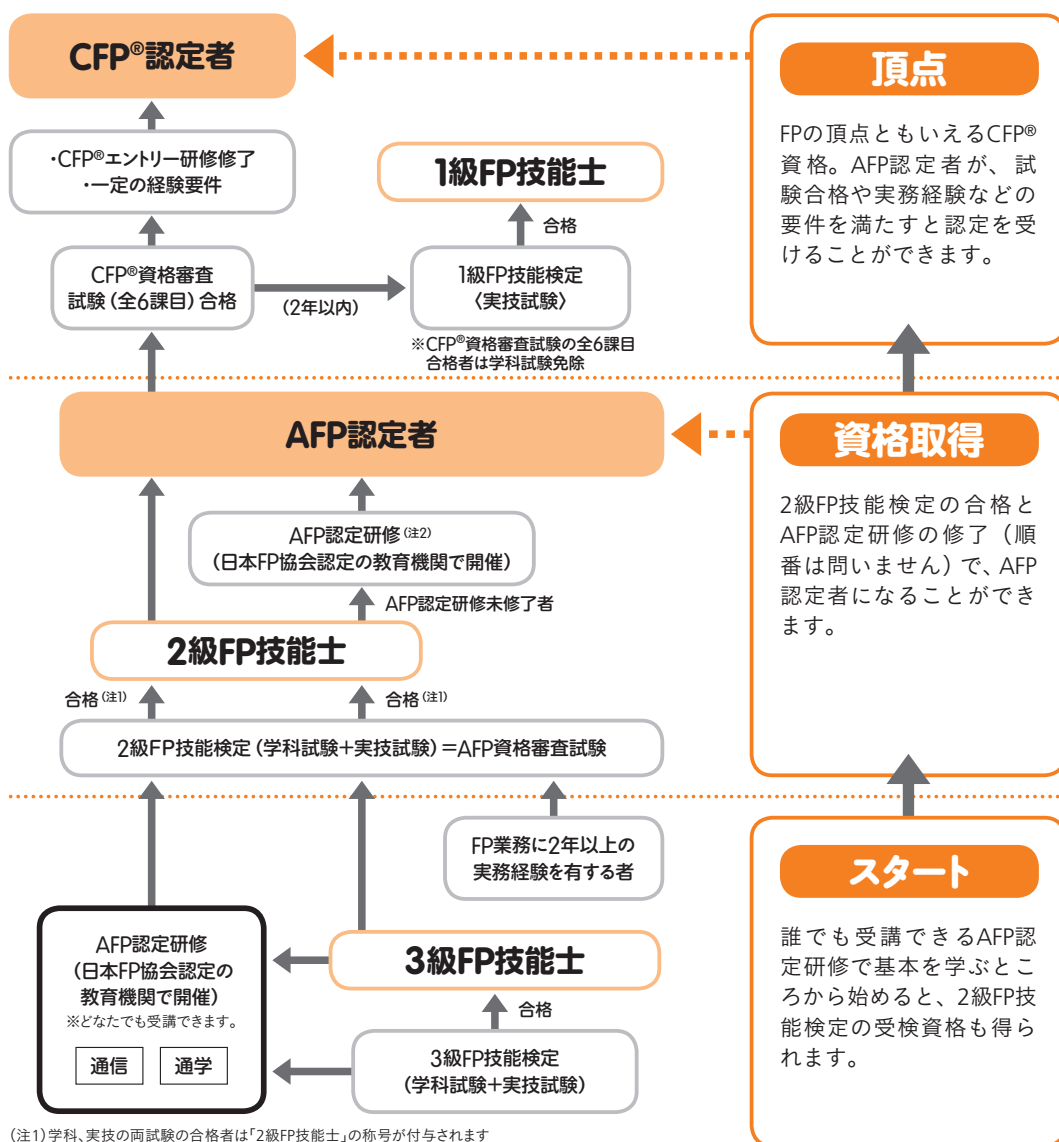 CFP®認定者
頂点
FPの頂点ともいえるCFP®
資格。AFP認定者が、試
験合格や実務経験などの
要件を満たすと認定を受
けることができます。
・CFP®エントリー研修修了
・一定の経験要件
1級FP技能士
合格
CFP®資格審査
試験（全6課目）合格
(2年以内)
1級FP技能検定
〈実技試験〉
※CFP®資格審査試験の全6課目
合格者は学科試験免除
AFP認定者
資格取得
2級FP技能検定の合格と
AFP認定研修の修了（順
番は問いません）で、AFP
認定者になることができ
ます。
AFP認定研修(注2)
（日本FP協会認定の教育機関で開催）
AFP認定研修未修了者
2級FP技能士
合格(注1)
合格(注1)
2級FP技能検定（学科試験＋実技試験）＝AFP資格審査試験
FP業務に2年以上の
実務経験を有する者
スタート
誰でも受講できるAFP認
定研修で基本を学ぶとこ
ろから始めると、2級FP技
能検定の受検資格も得ら
れます。
AFP認定研修
（日本FP協会認定の
教育機関で開催）
※どなたでも受講できます。
通信
通学
3級FP技能士
合格
3級FP技能検定
（学科試験＋実技試験）
(注1)学科、実技の両試験の合格者は「2級FP技能士」の称号が付与されます